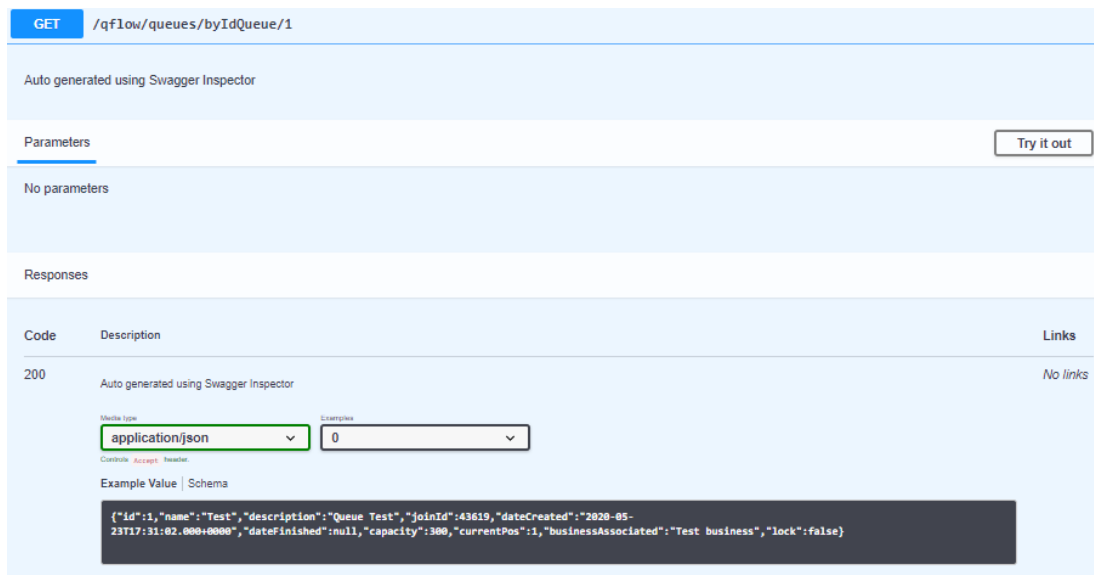 GET /qflow/queues/byIdQueue/1
Auto generated using Swagger Inspector
Parameters Try it out
No parameters
Responses
Code Description Links
200 No links
Auto generated using Swagger Inspector
Media type Examples
application/json 0
Controls Accept header.
Example Value Schema
{"id":1,"name":"Test","description":"Queue Test","joinId":43619,"dateCreated":"2020-05-
23T17:31:02.000+0000","dateFinished":null,"capacity":300,"currentPos":1,"businessAssociated":"Test business","lock":false}